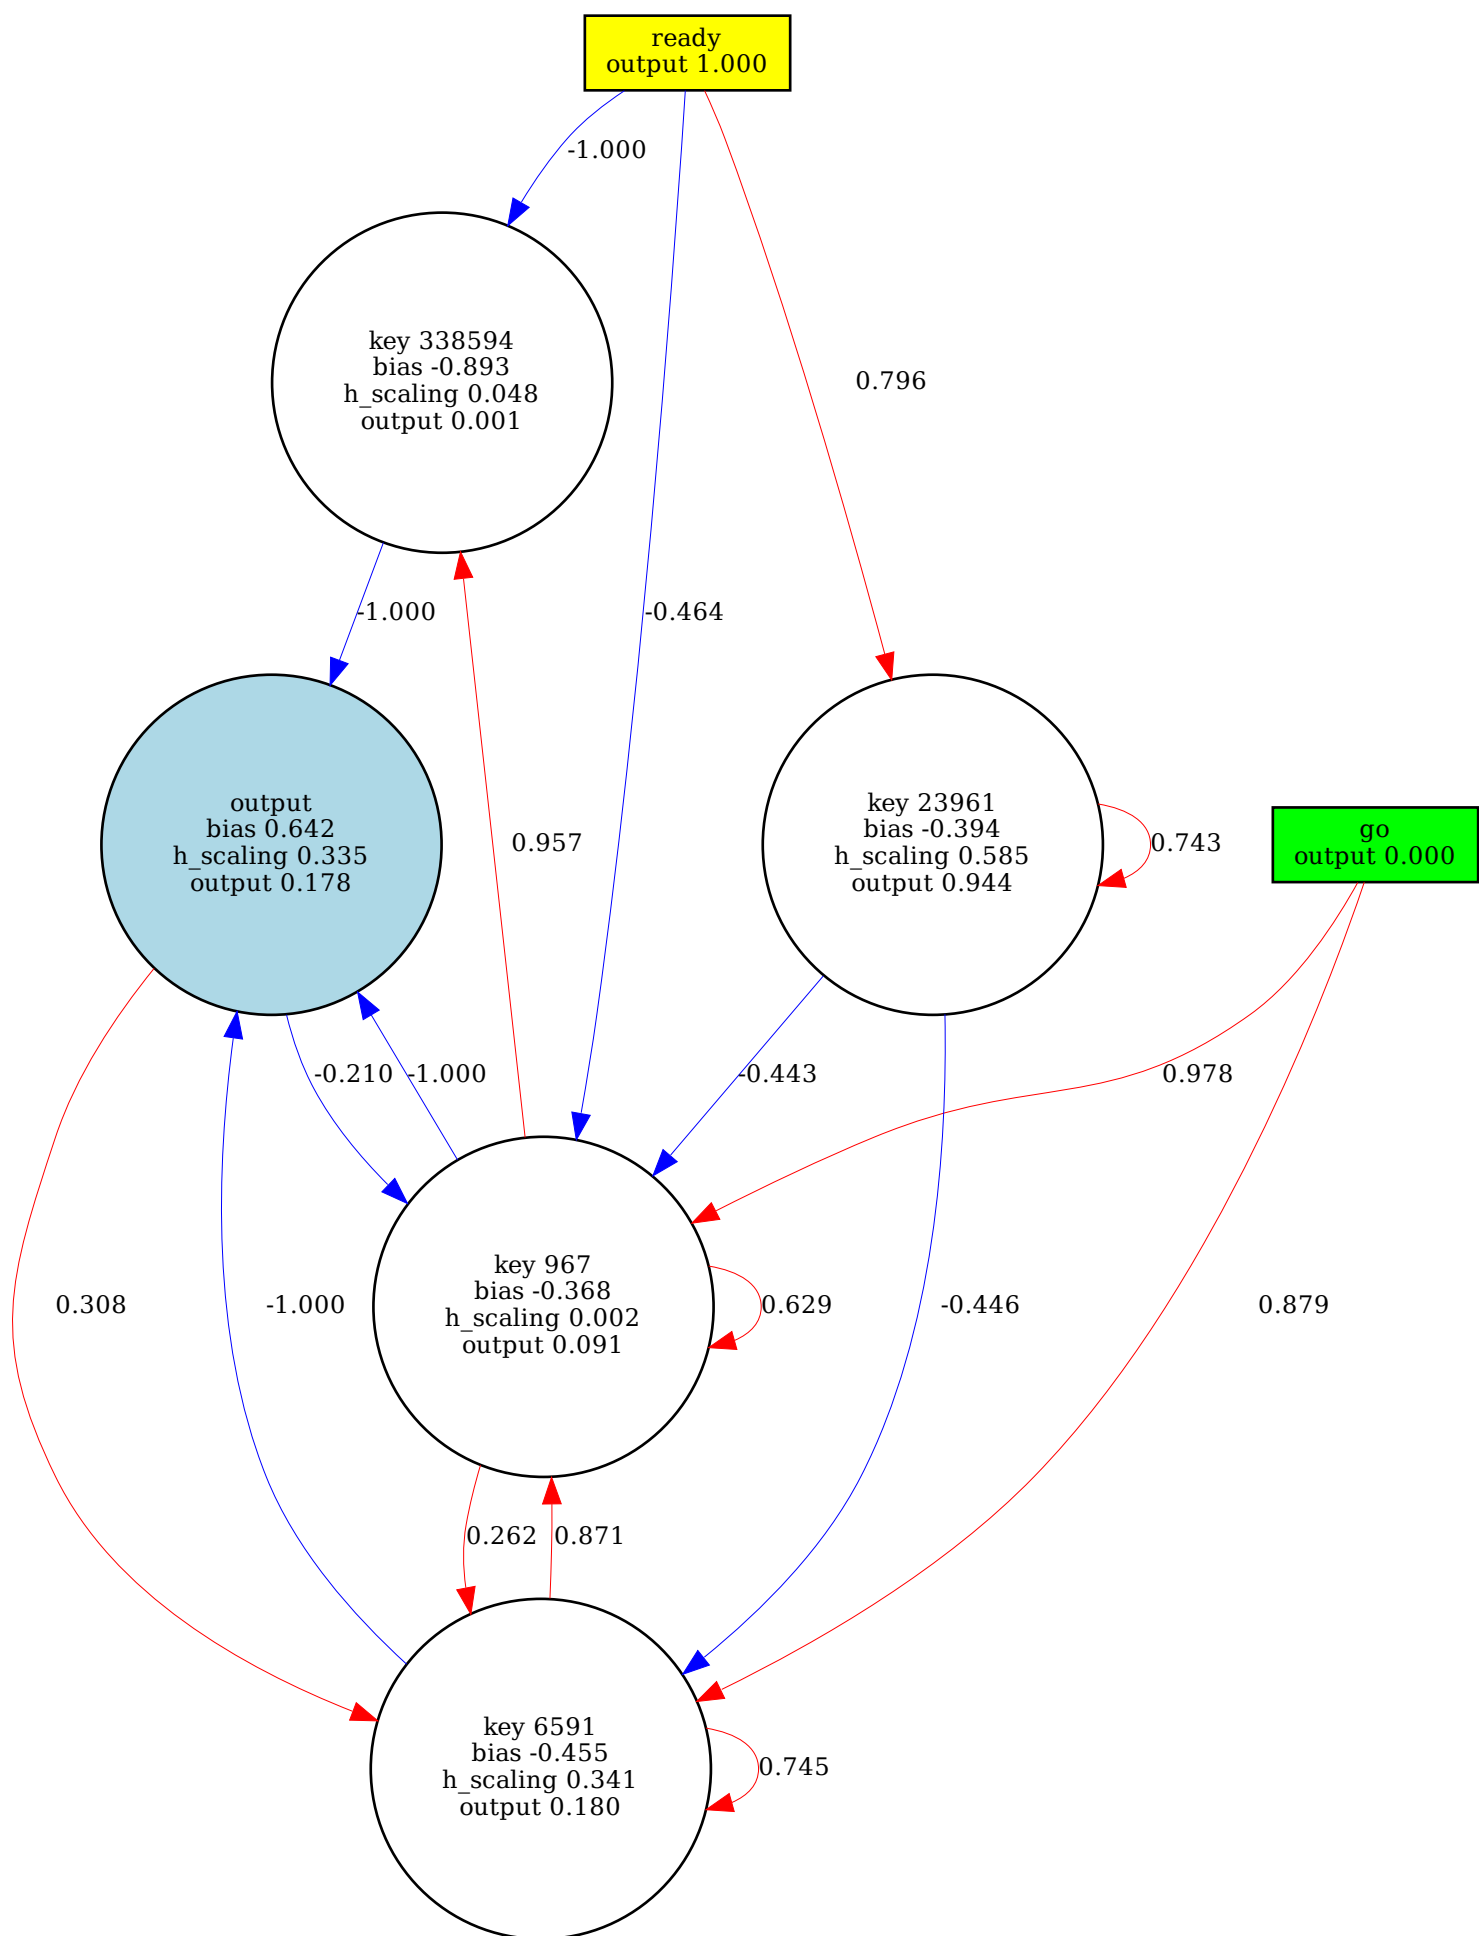 ready
output 1.000
-1.000
key 338594
bias -0.893
h_scaling 0.048
output 0.001
0.796
-1.000
-0.464
output
bias 0.642
h_scaling 0.335
output 0.178
0.957
key 23961
bias -0.394
h_scaling 0.585
output 0.944
0.743
go
output 0.000
-0.210
-1.000
-0.443
0.978
key 967
bias -0.368
h_scaling 0.002
output 0.091
0.308
-1.000
0.629
-0.446
0.879
0.262
0.871
key 6591
bias -0.455
h_scaling 0.341
output 0.180
0.745